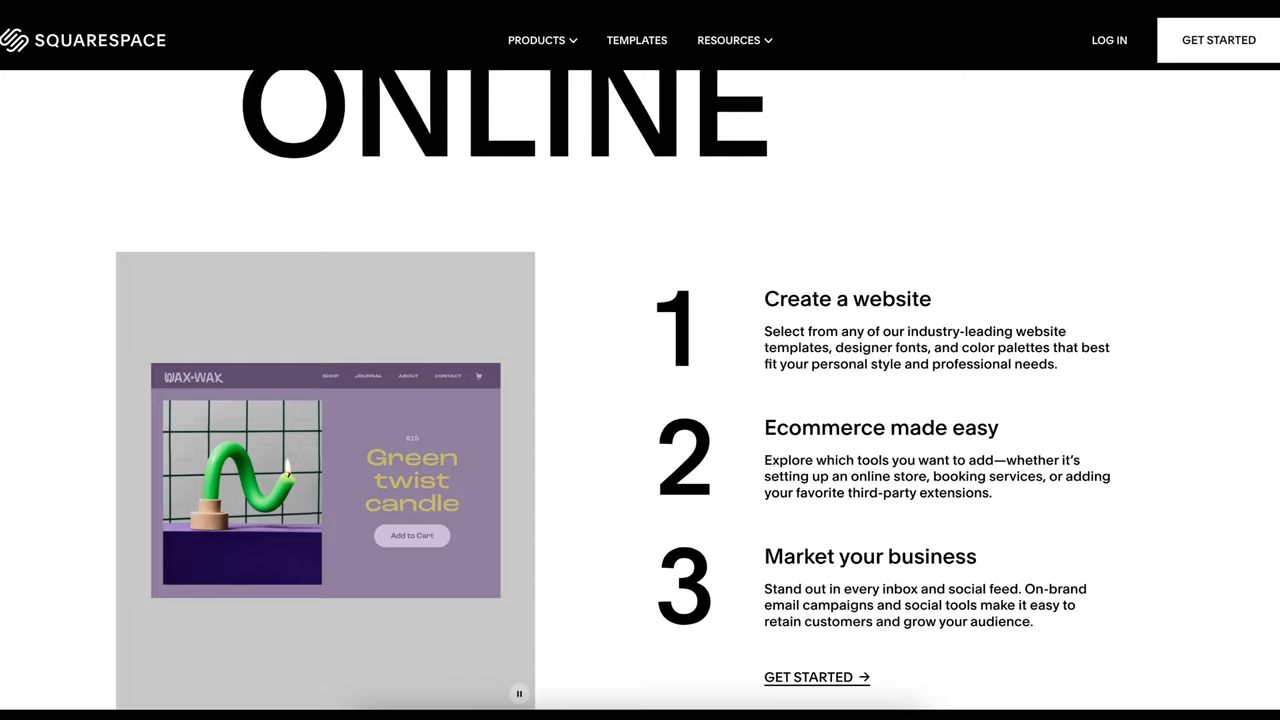 SQUARESPACE
PRODUCTS
TEMPLATES
RESOURCES
LOG IN
GET STARTED
ONLINE
WAX+WAX
SHOP
JOURNAL
ABOUT
CONTACT
$15
Green
twist
candle
Add to Cart
1
Create a website
Select from any of our industry-leading website
templates, designer fonts, and color palettes that best
fit your personal style and professional needs.
2
Ecommerce made easy
Explore which tools you want to add—whether it's
setting up an online store, booking services, or adding
your favorite third-party extensions.
3
Market your business
Stand out in every inbox and social feed. On-brand
email campaigns and social tools make it easy to
retain customers and grow your audience.
GET STARTED →